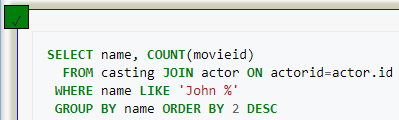 SELECT name, COUNT(movieid)
FROM casting JOIN actor ON actorid=actor.id
WHERE name LIKE 'John %'
GROUP BY name ORDER BY 2 DESC